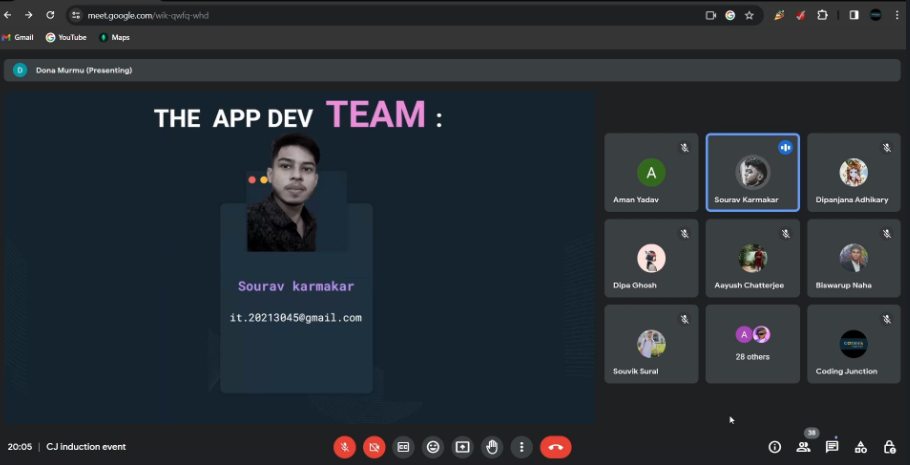 meet.google.com/wik-qwfq-whd
Gmail
YouTube
Maps
D
Dona Murmu (Presenting)
THE APP DEV TEAM :
Sourav karmakar
it.20213045@gmail.com
A
Aman Yadav
Sourav Karmakar
Dipanjana Adhikary
Dipa Ghosh
Aayush Chatterjee
Biswarup Naha
Souvik Sural
A
28 others
Coding Junction
20:05 | CJ induction event
CC
38